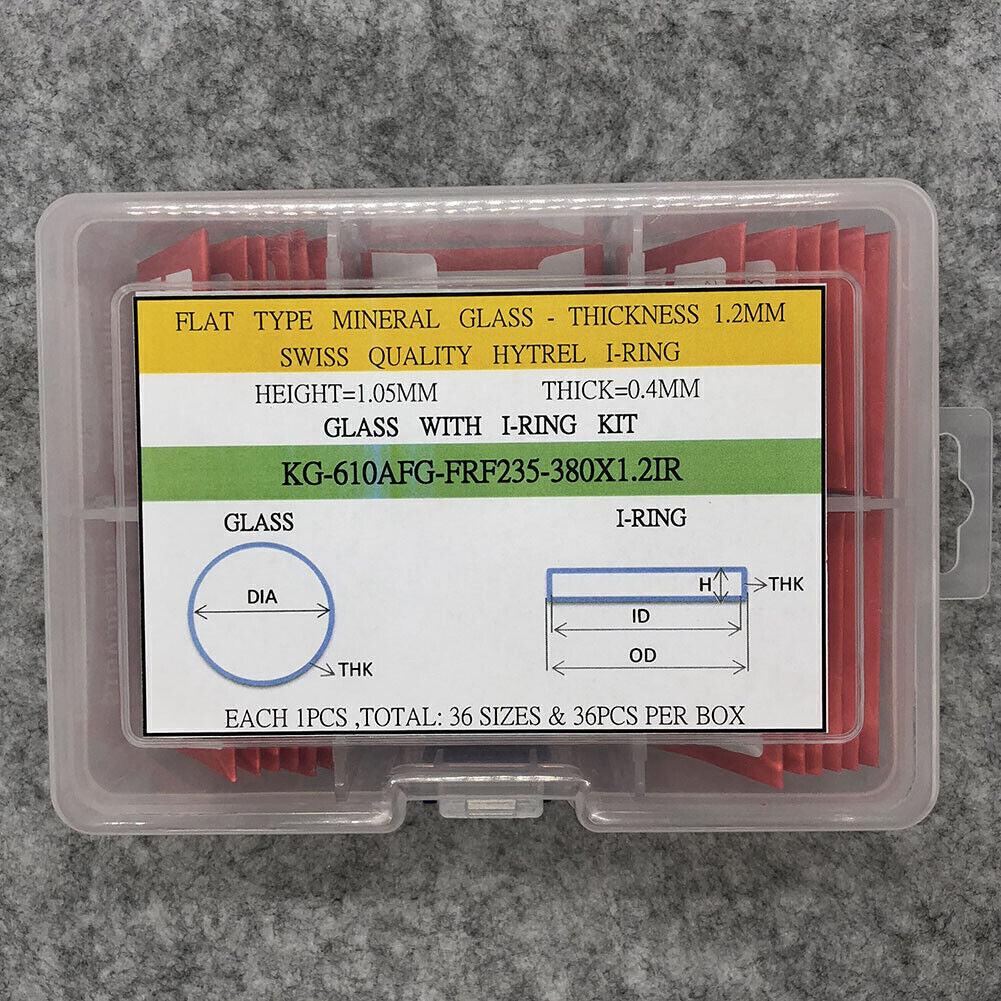 FLAT TYPE MINERAL GLASS - THICKNESS 1.2MM
SWISS QUALITY HYTREL I-RING
HEIGHT=1.05MM THICK=0.4MM
GLASS WITH I-RING KIT
KG-610AFG-FRF235-380X1.2IR
GLASS I-RING
DIA
THK
H THK
ID
OD
EACH 1PCS ,TOTAL: 36 SIZES & 36PCS PER BOX